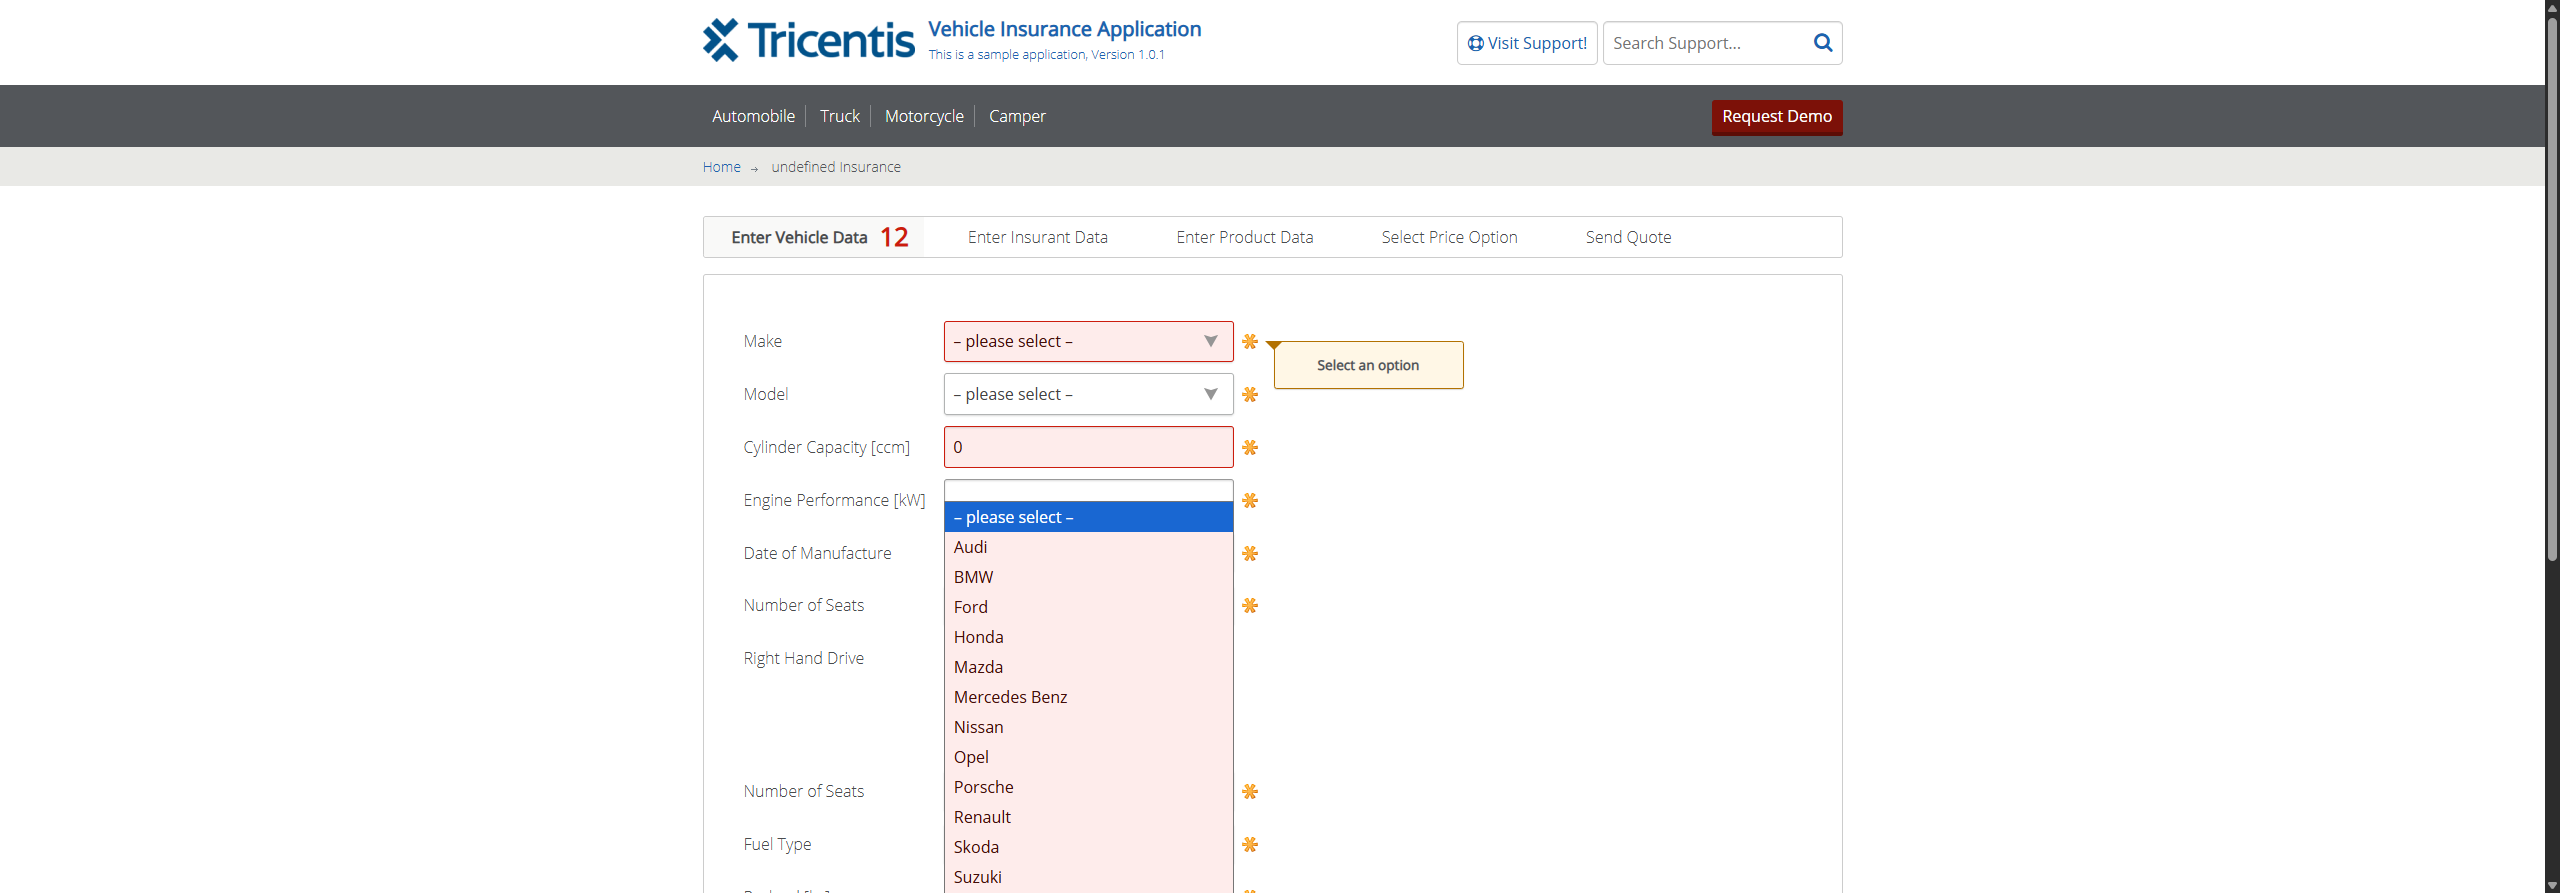 Tricentis
Vehicle Insurance Application
This is a sample application, Version 1.0.1
Visit Support!
Search Support...
Automobile
Truck
Motorcycle
Camper
Request Demo
Home → undefined Insurance
Enter Vehicle Data 12
Enter Insurant Data
Enter Product Data
Select Price Option
Send Quote
Make
– please select –
Select an option
Model
– please select –
Cylinder Capacity [ccm]
0
Engine Performance [kW]
– please select –
Audi
Date of Manufacture
BMW
Number of Seats
Ford
Honda
Right Hand Drive
Mazda
Mercedes Benz
Nissan
Opel
Number of Seats
Porsche
Renault
Fuel Type
Skoda
Suzuki